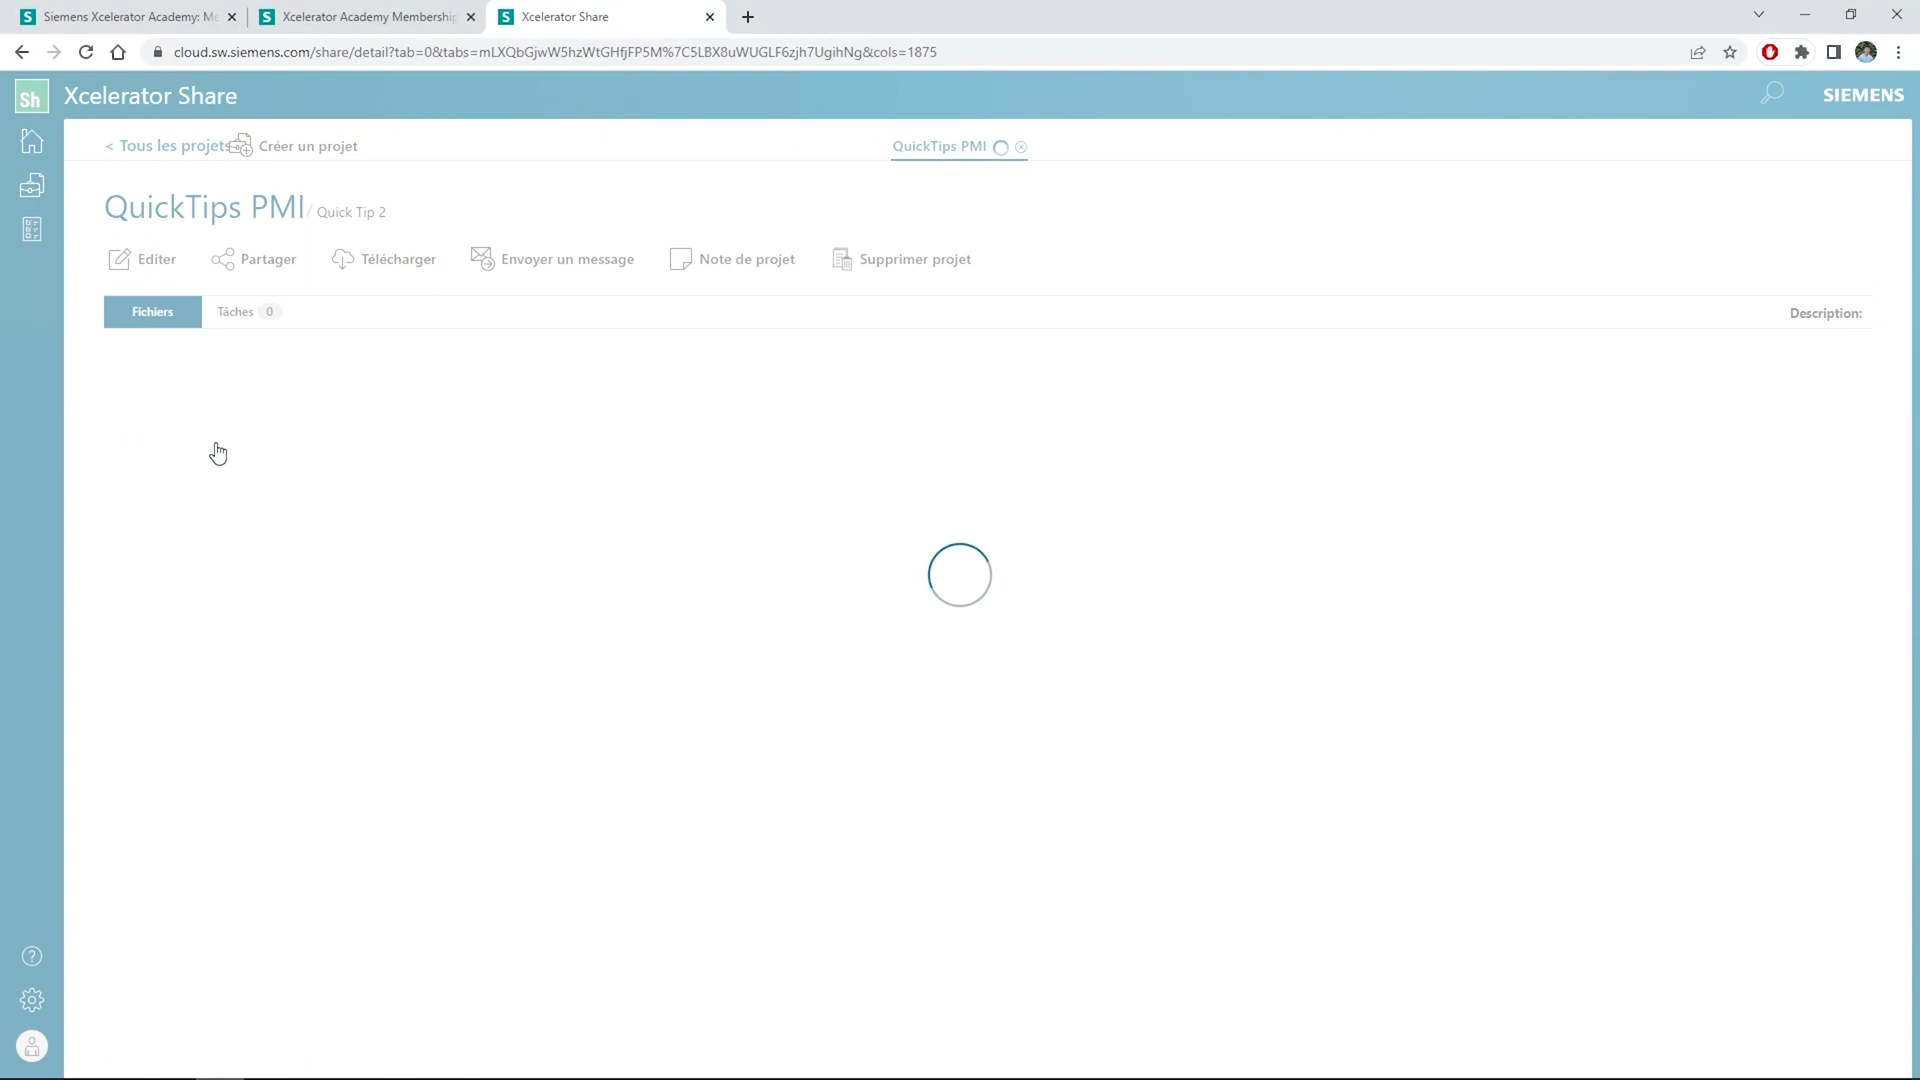 Siemens Xcelerator Academy: M
Xcelerator Academy Membership
Xcelerator Share
cloud.sw.siemens.com/share/detail?tab=0&tabs=mLXQbGjwW5hzWtGHfjFP5M%7C5LBX8uWUGLF6zjh7UgihNg&cols=1875
Sh
Xcelerator Share
SIEMENS
< Tous les projets
Créer un projet
QuickTips PMI
QuickTips PMI / Quick Tip 2
Editer
Partager
Télécharger
Envoyer un message
Note de projet
Supprimer projet
Fichiers
Tâches 0
Description: